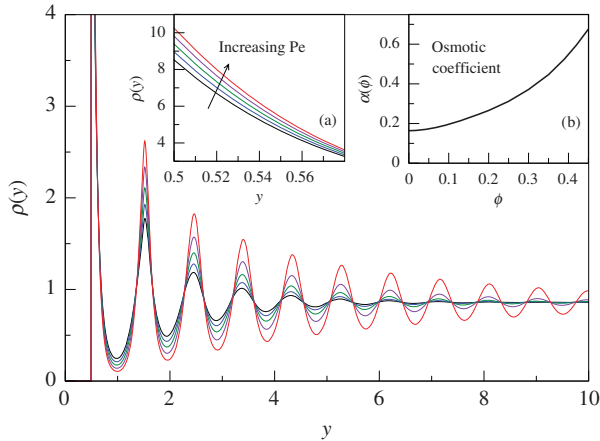 4
3
2
1
0
ρ(y)
0
2
4
6
8
10
y
10
8
6
4
ρ(y)
Increasing Pe
(a)
0.5
0.52
0.54
0.56
y
0.6
0.4
0.2
0
α(ϕ)
Osmotic
coefficient
(b)
0
0.1
0.2
0.3
0.4
ϕ